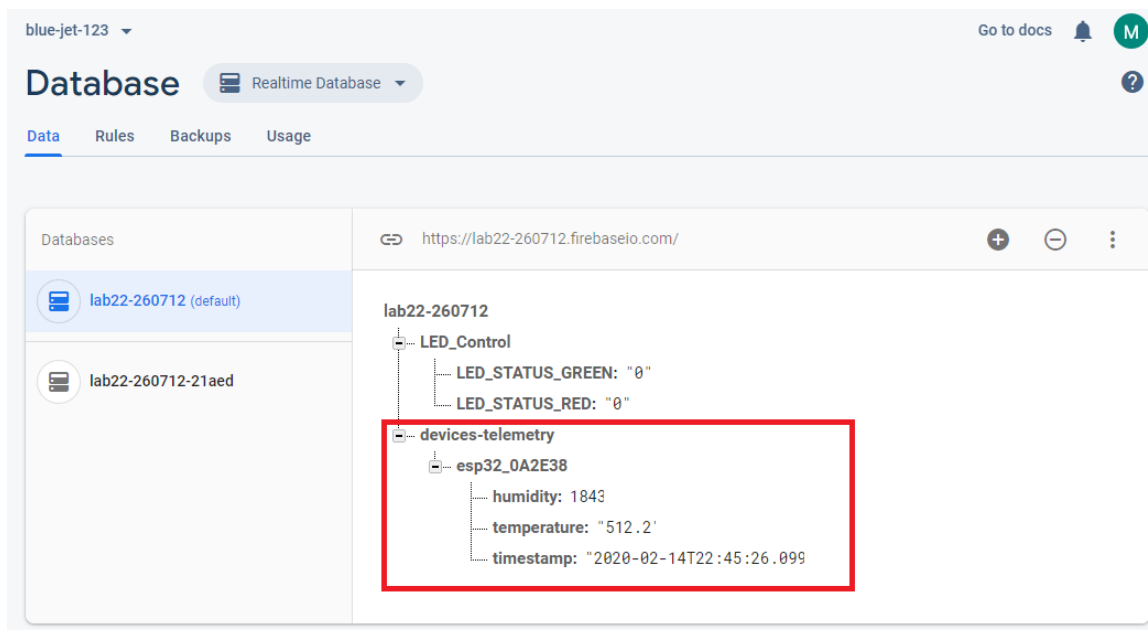 blue-jet-123
Go to docs
M
Database
Realtime Database
?
Data Rules Backups Usage
Databases
https://lab22-260712.firebaseio.com/
lab22-260712 (default)
lab22-260712-21aed
lab22-260712
LED_Control
LED_STATUS_GREEN: "0"
LED_STATUS_RED: "0"
devices-telemetry
esp32_0A2E38
humidity: 1843
temperature: "512.2'
timestamp: "2020-02-14T22:45:26.099